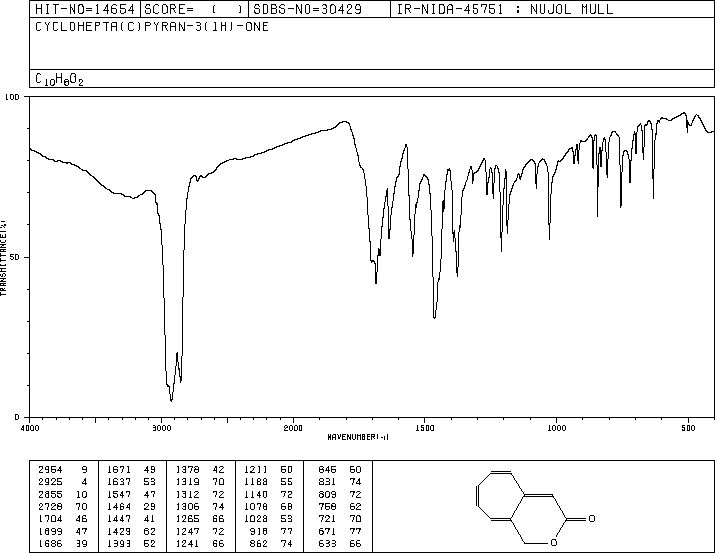 HIT-NO=14654 SCORE= ( ) SDBS-NO=30429 IR-NIDA-45751 : NUJOL MULL
CYCLOHEPTA(C)PYRAN-3(1H)-ONE
C10H8O2
100
50
0
TRANSMITTANCE(%)
4000 3000 2000 1500 1000 500
WAVENUMBER(-1)
2954 9 1671 49 1378 42 1211 50 845 60
2925 4 1637 53 1319 70 1188 55 831 74
2855 10 1547 47 1312 72 1140 72 809 72
2728 70 1464 29 1306 74 1078 68 758 62
1704 46 1447 41 1265 66 1028 53 721 70
1699 47 1429 62 1247 72 918 77 671 77
1686 39 1393 52 1241 66 862 74 633 66
O
O